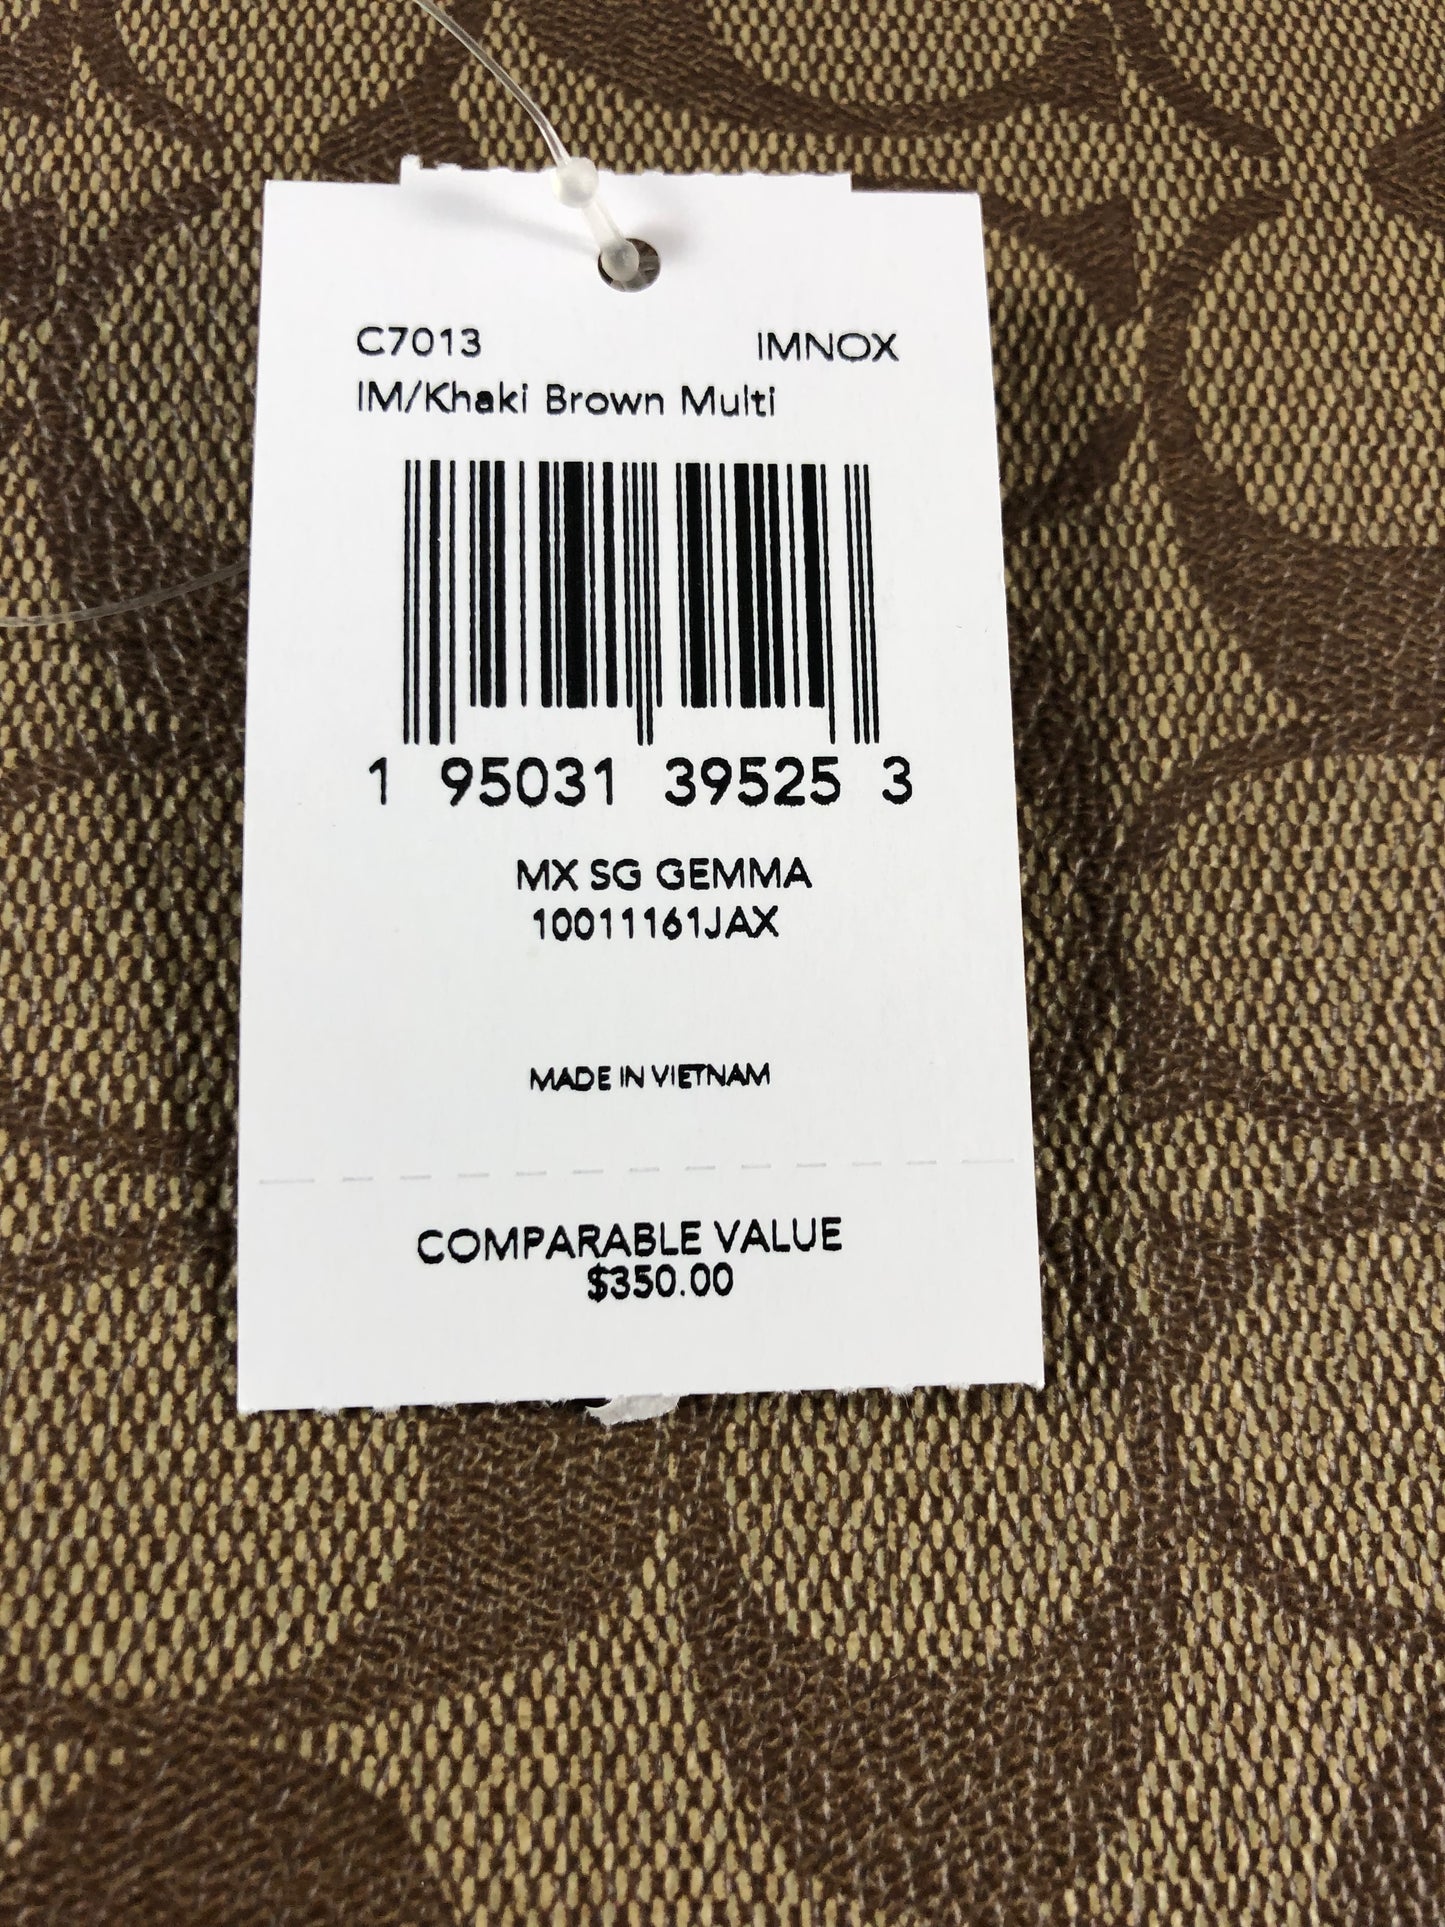 C7013 IMNOX
IM/Khaki Brown Multi
1 95031 39525 3
MX SG GEMMA
10011161JAX
MADE IN VIETNAM
COMPARABLE VALUE
$350.00